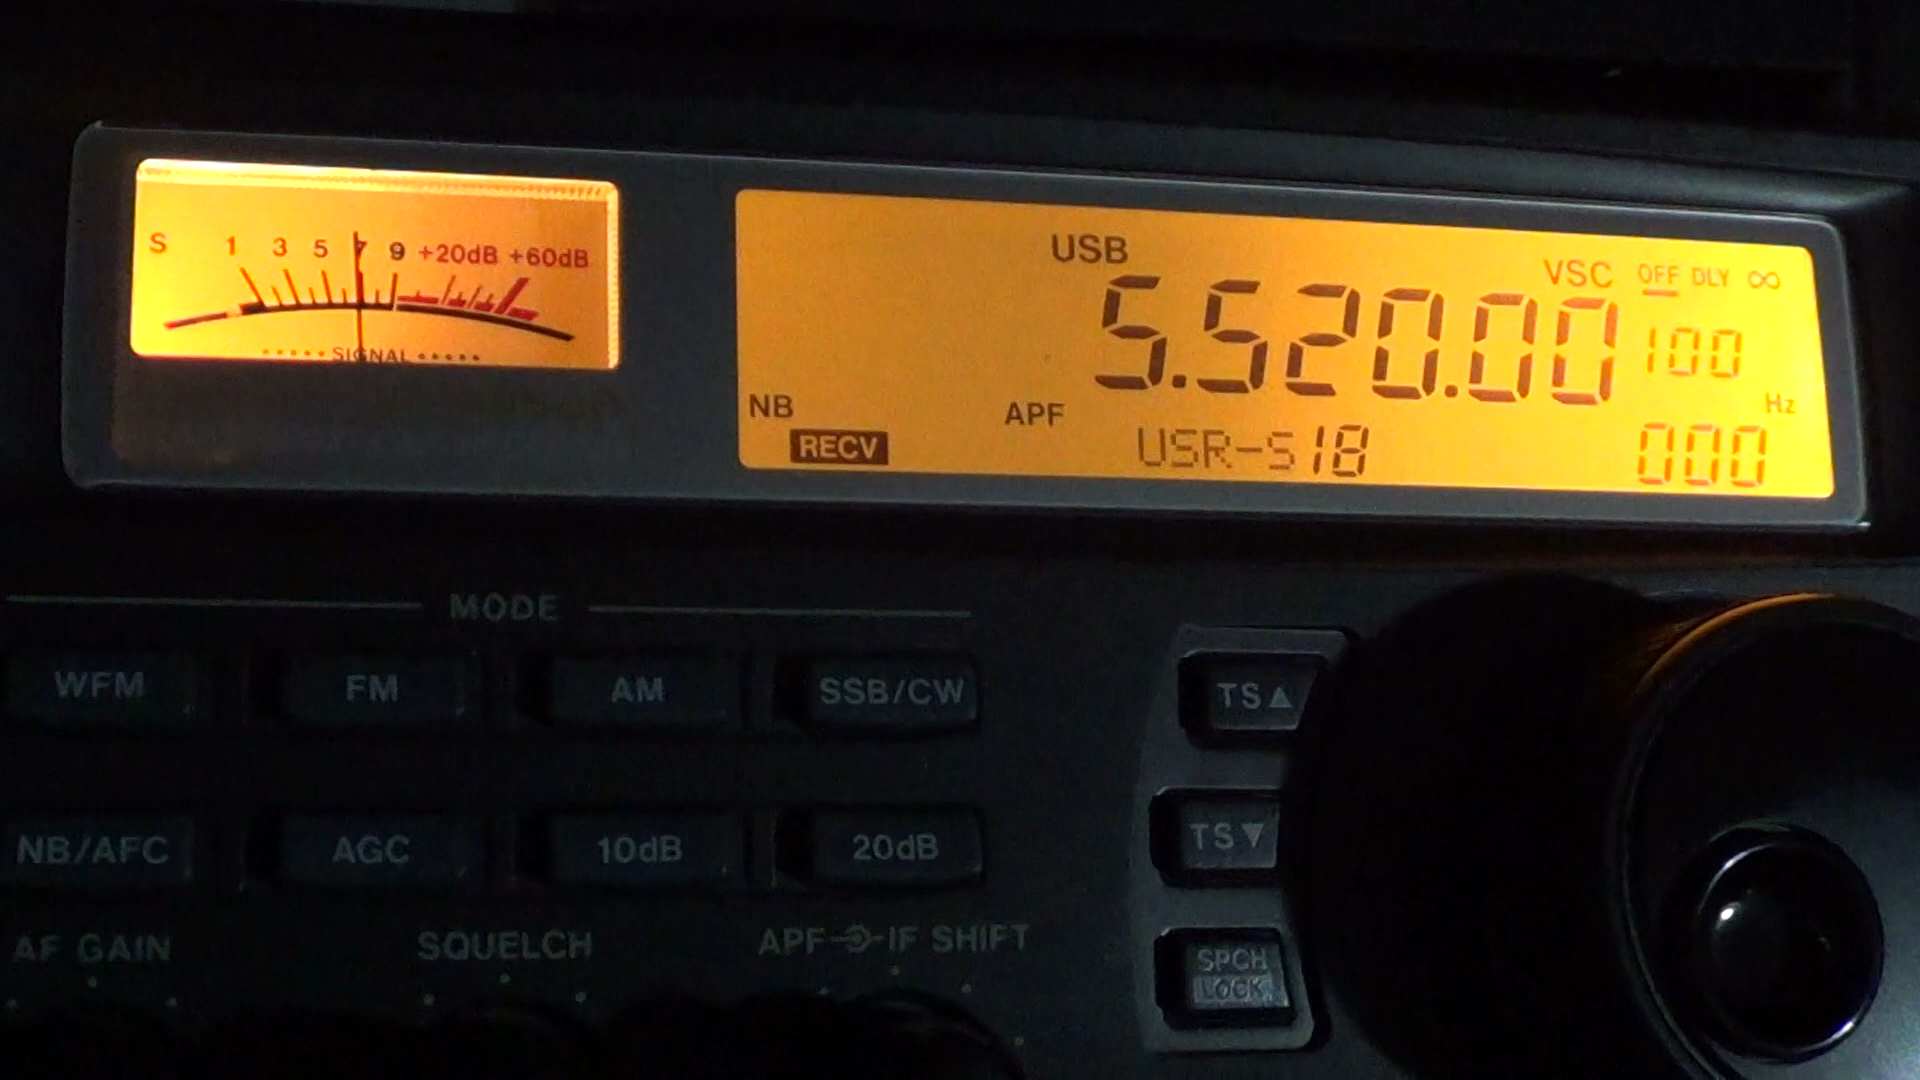 S 1 3 5 7 9 +20dB +60dB
SIGNAL
USB
VSC OFF DLY ∞
5.520.00 100
Hz
NB APF
RECV USR-S18 000
MODE
WFM FM AM SSB/CW
TS▲
NB/AFC AGC 10dB 20dB
TS▼
AF GAIN SQUELCH APF IF SHIFT
SPCH
LOCK